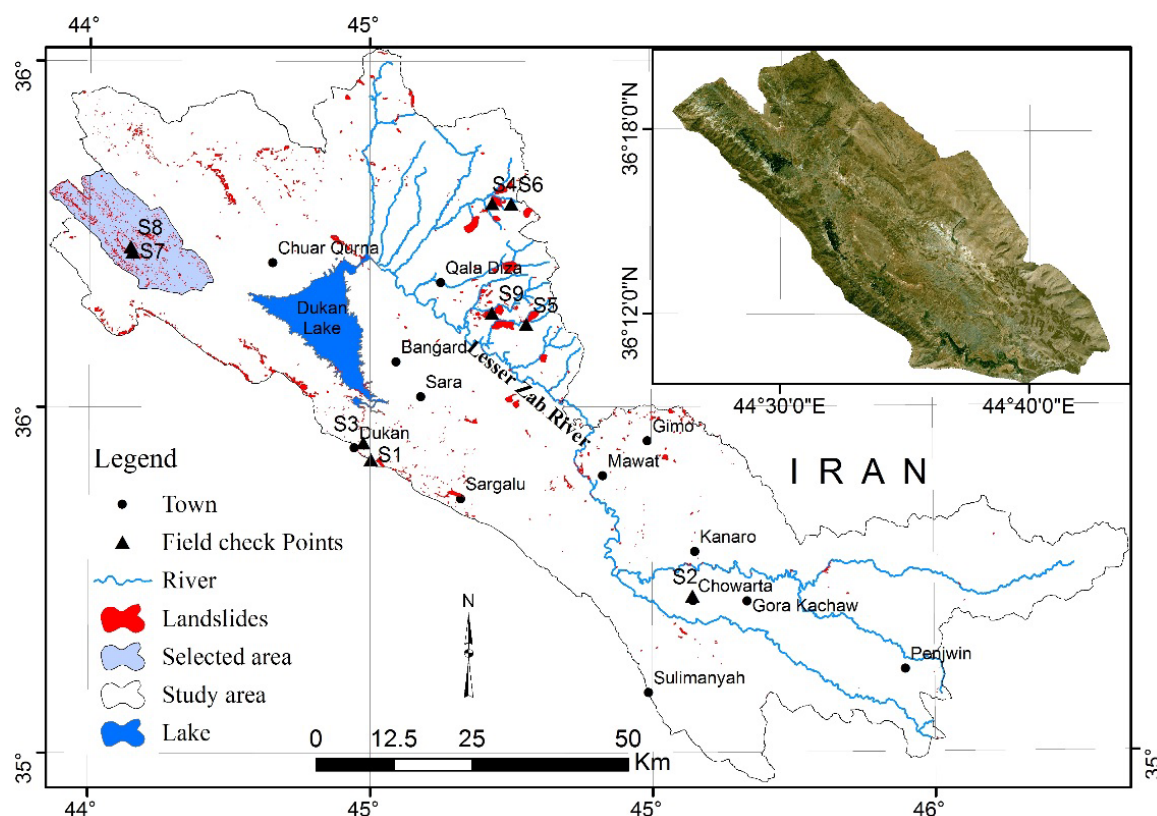 44°
45°
36°
36°18'0"N
36°12'0"N
44°30'0"E
44°40'0"E
S4 S6
S8
S7
Chuar Qurna
Qala Diza
S9
S5
Dukan
Lake
Bangard
Sara
Lesser Zab River
36°
36°
S3
Dukan
S1
Gimo
Mawat
IRAN
Sargalu
Legend
Town
Field check Points
River
Landslides
Selected area
Study area
Lake
Kanaro
S2
Chowarta
Gora Kachaw
Penjwin
Sulimanyah
N
0
12.5
25
50
Km
35°
35°
44°
45°
45°
46°